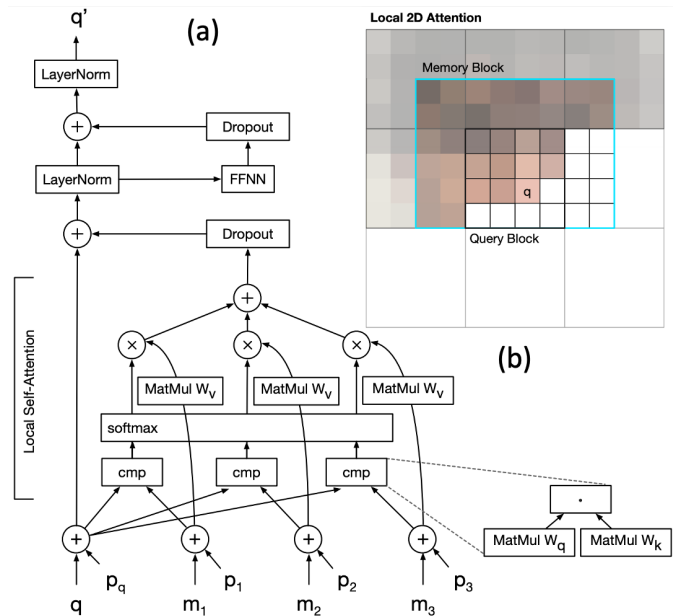 q'
(a)
LayerNorm
+
Dropout
LayerNorm
FFNN
+
Dropout
Local Self-Attention
+
×
×
×
MatMul Wv
MatMul Wv
MatMul Wv
softmax
cmp
cmp
cmp
+
+
+
+
pq
p1
p2
p3
q
m1
m2
m3
Local 2D Attention
Memory Block
q
Query Block
(b)
·
MatMul Wq
MatMul Wk